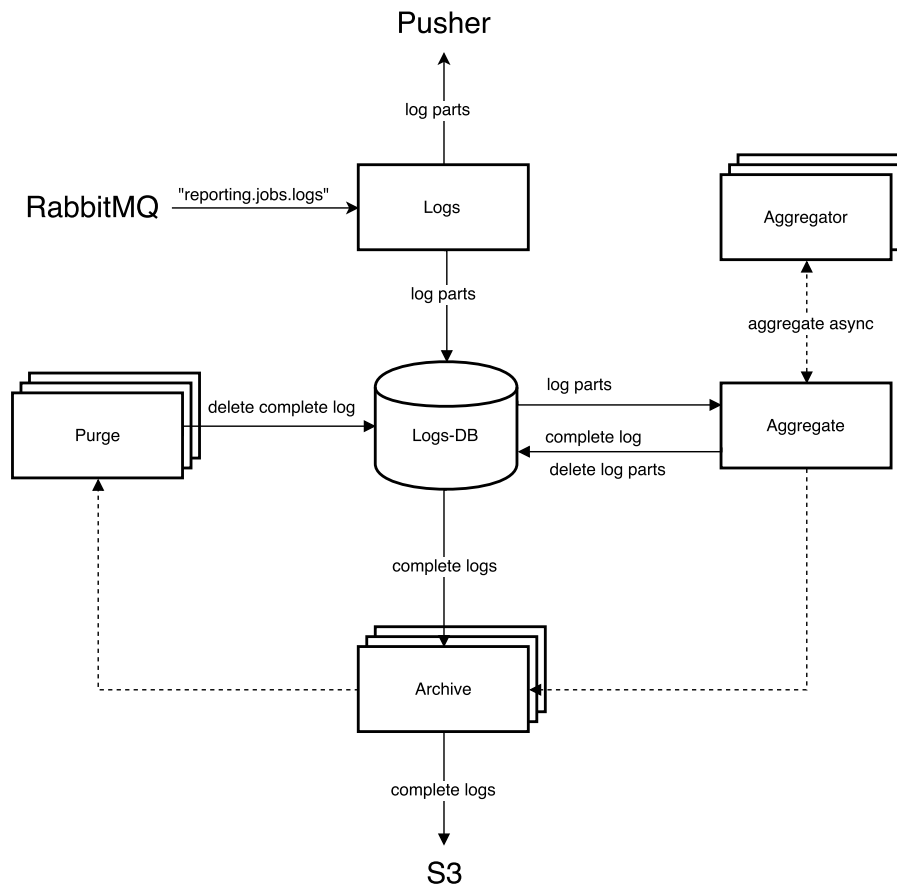 Pusher
log parts
RabbitMQ
"reporting.jobs.logs"
Logs
Aggregator
log parts
aggregate async
Purge
delete complete log
Logs-DB
log parts
complete log
delete log parts
Aggregate
complete logs
Archive
complete logs
S3